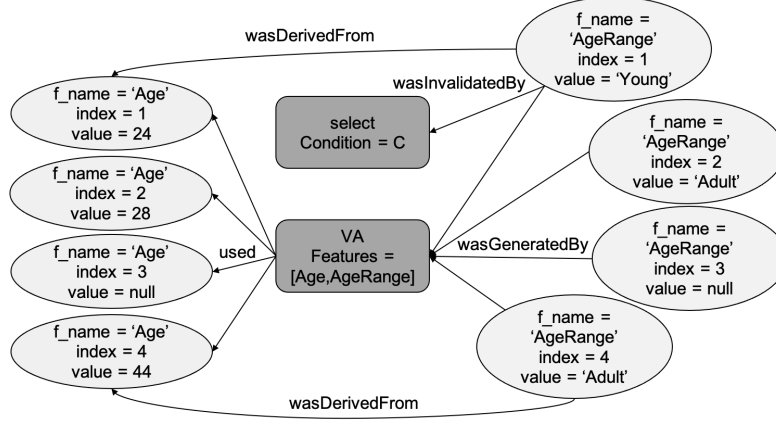 wasDerivedFrom
f_name =
‘AgeRange’
index = 1
value = ‘Young’
wasInvalidatedBy
f_name = ‘Age’
index = 1
value = 24
select
Condition = C
f_name =
‘AgeRange’
index = 2
value = ‘Adult’
f_name = ‘Age’
index = 2
value = 28
VA
Features =
[Age,AgeRange]
used
wasGeneratedBy
f_name =
‘AgeRange’
index = 3
value = null
f_name = ‘Age’
index = 3
value = null
f_name = ‘Age’
index = 4
value = 44
f_name =
‘AgeRange’
index = 4
value = ‘Adult’
wasDerivedFrom